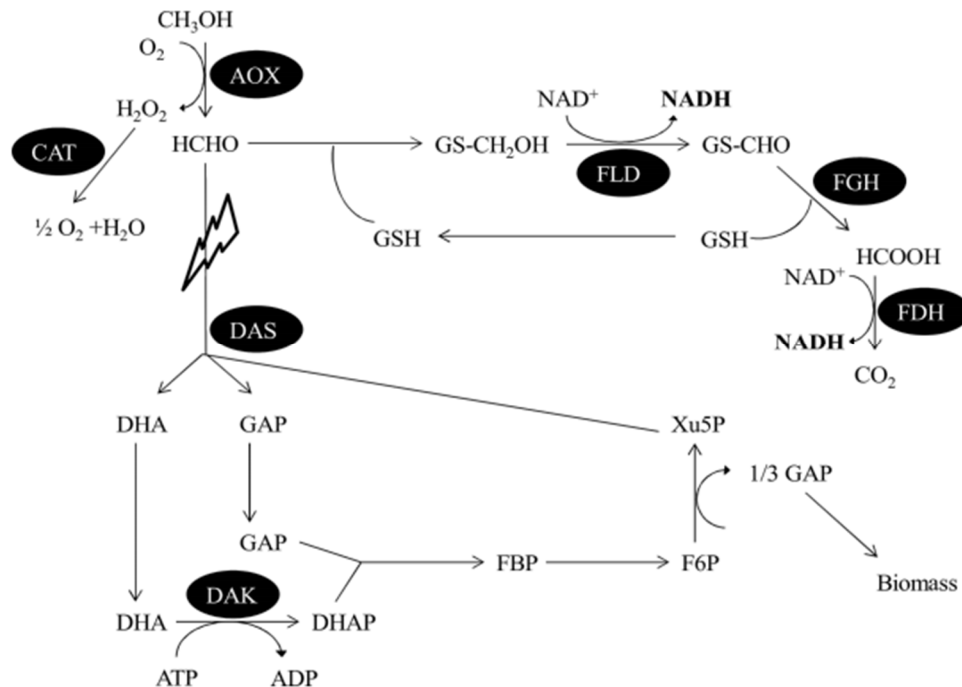 CH₃OH
O₂
AOX
H₂O₂
HCHO
CAT
½ O₂ +H₂O
NAD⁺
NADH
GS-CH₂OH
GS-CHO
FLD
FGH
GSH
GSH
HCOOH
NAD⁺
FDH
NADH
CO₂
DAS
DHA
GAP
Xu5P
1/3 GAP
GAP
FBP
F6P
Biomass
DAK
DHA
DHAP
ATP
ADP